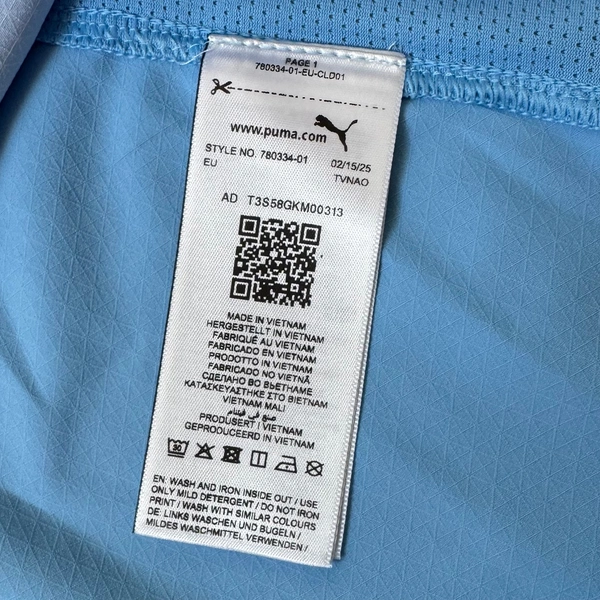 PAGE 1
780334-01-EU-CLD01
www.puma.com
STYLE NO. 780334-01 02/15/25
EU TVNAO
AD T3S58GKM00313
MADE IN VIETNAM
HERGESTELLT IN VIETNAM
FABRIQUÉ AU VIETNAM
FABRICADO EN VIETNAM
PRODOTTO IN VIETNAM
FABRICADO NO VIETNÃ
СДЕЛАНО ВО ВЬЕТНАМЕ
ΚΑΤΑΣΚΕΥΑΣΤΗΚΕ ΣΤΟ ΒΙΕΤΝΑΜ
VIETNAM MALI
صنع في فيتنام
PRODUSERT I VIETNAM
GEPRODUCEERD IN VIETNAM
30
EN: WASH AND IRON INSIDE OUT / USE
ONLY MILD DETERGENT / DO NOT IRON
PRINT / WASH WITH SIMILAR COLOURS
DE: LINKS WASCHEN UND BUGELN /
MILDES WASCHMITTEL VERWENDEN /